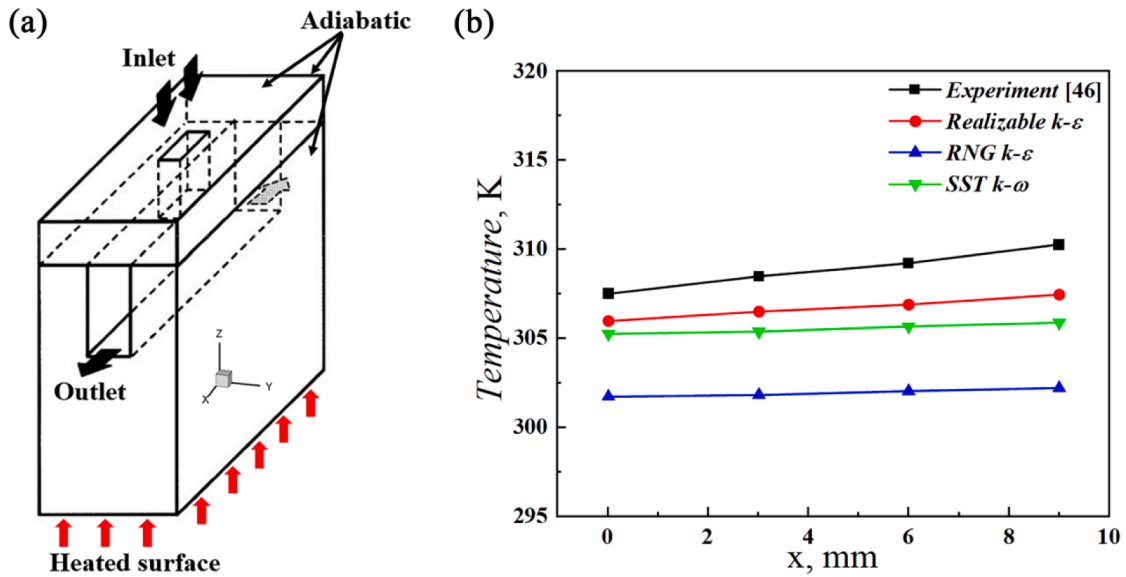 (a)
Adiabatic
Inlet
Z
Y
X
Outlet
Heated surface
(b)
320
315
310
305
300
295
Temperature, K
Experiment [46]
Realizable k-ε
RNG k-ε
SST k-ω
0 2 4 6 8 10
x, mm